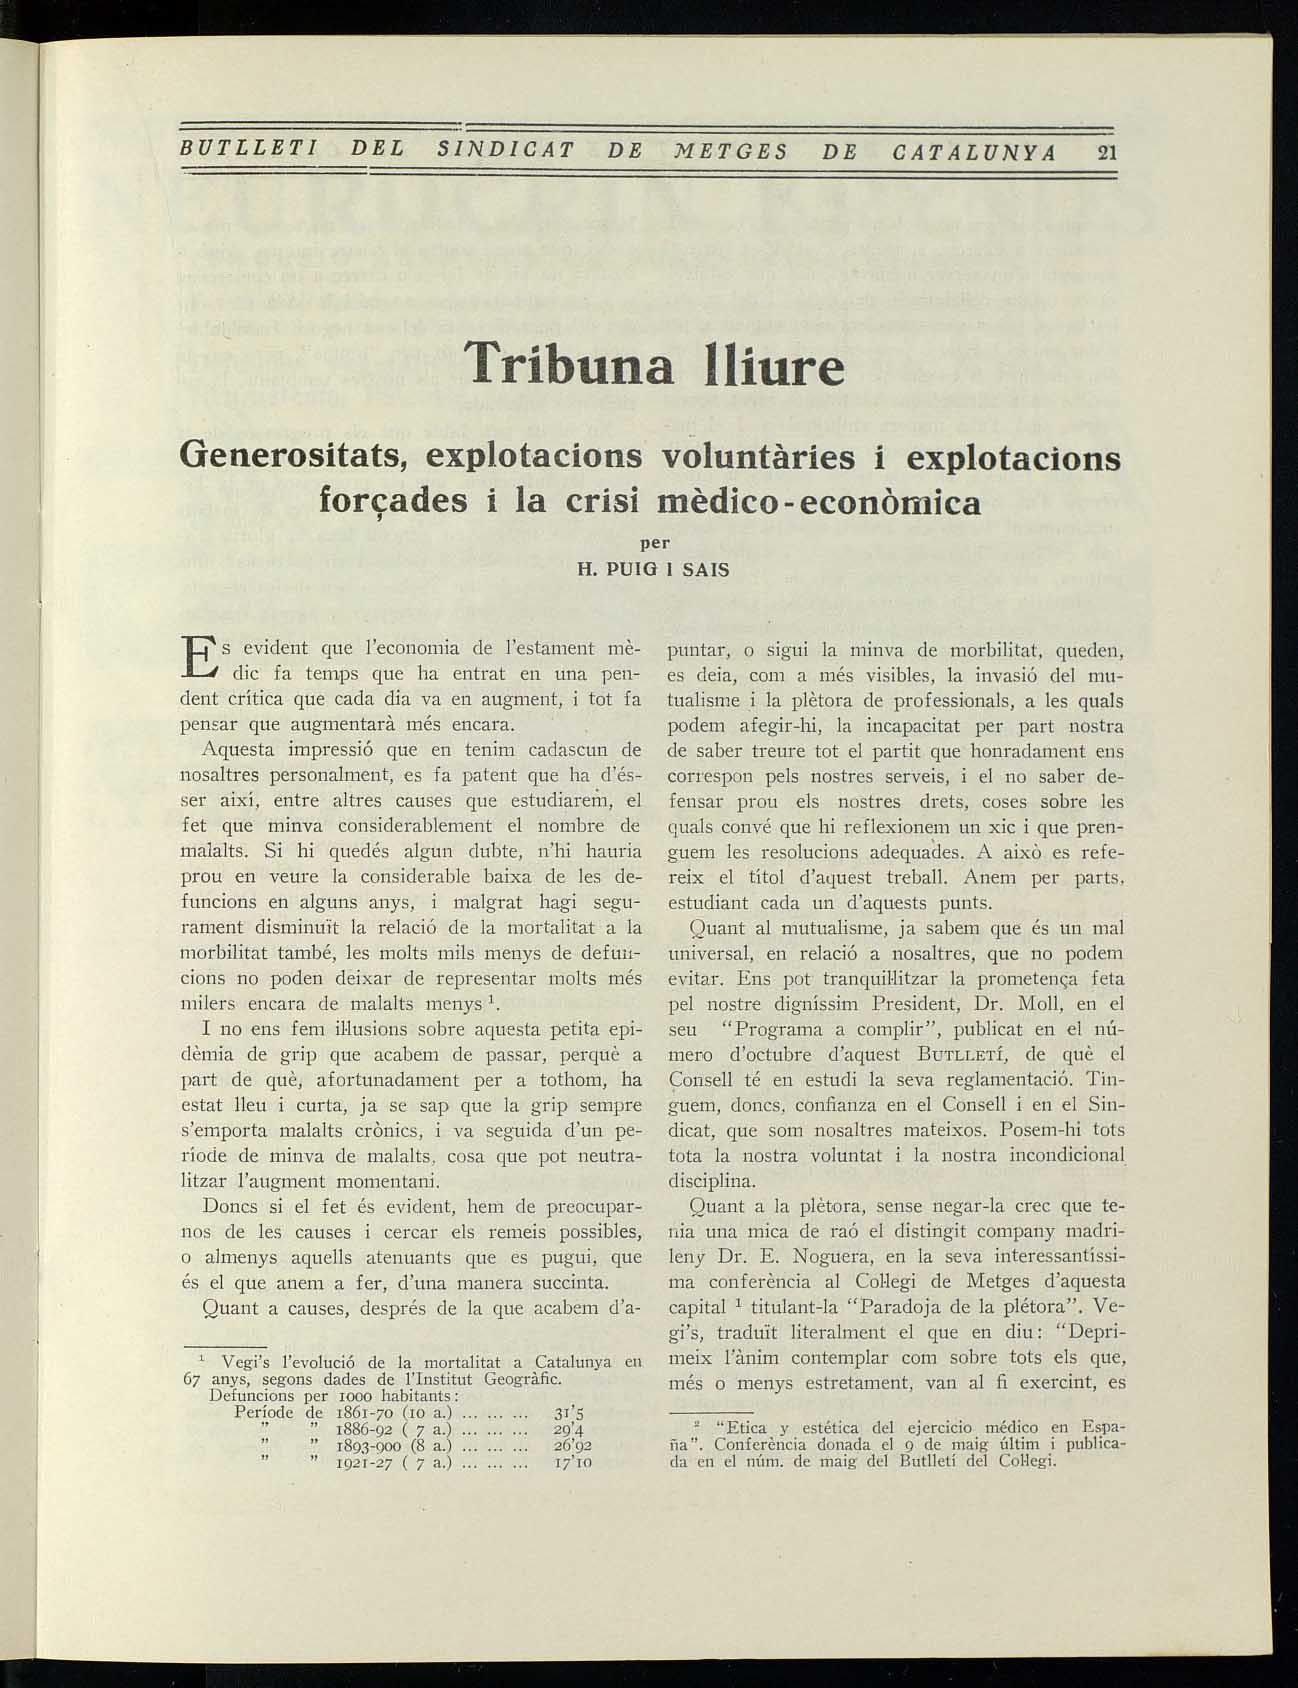 BUTLLETI DEL SINDICAT DE METGES DE CATALUNYA 21
Tribuna lliure
Generositats, explotacions voluntàries i explotacions
forçades i la crisi mèdico-econòmica
per
H. PUIG I SAIS
Es evident que l'economia de l'estament mè-
dic fa temps que ha entrat en una pen-
dent crítica que cada dia va en augment, i tot fa
pensar que augmentarà més encara.
Aquesta impressió que en tenim cadascun de
nosaltres personalment, es fa patent que ha d'és-
ser així, entre altres causes que estudiarem, el
fet que minva considerablement el nombre de
malalts. Si hi quedés algun dubte, n'hi hauria
prou en veure la considerable baixa de les de-
funcions en alguns anys, i malgrat hagi segu-
rament disminuït la relació de la mortalitat a la
morbilitat també, les molts mils menys de defun-
cions no poden deixar de representar molts més
milers encara de malalts menys ¹.
I no ens fem il·lusions sobre aquesta petita epi-
dèmia de grip que acabem de passar, perquè a
part de què, afortunadament per a tothom, ha
estat lleu i curta, ja se sap que la grip sempre
s'emporta malalts crònics, i va seguida d'un pe-
ríode de minva de malalts, cosa que pot neutra-
litzar l'augment momentani.
Doncs si el fet és evident, hem de preocupar-
nos de les causes i cercar els remeis possibles,
o almenys aquells atenuants que es pugui, que
és el que anem a fer, d'una manera succinta.
Quant a causes, després de la que acabem d'a-
¹ Vegi's l'evolució de la mortalitat a Catalunya en
67 anys, segons dades de l'Institut Geogràfic.
Defuncions per 1000 habitants:
Període de 1861-70 (10 a.) ... ... ... 31'5
" " 1886-92 ( 7 a.) ... ... ... 29'4
" " 1893-900 (8 a.) ... ... ... 26'92
" " 1921-27 ( 7 a.) ... ... ... 17'10
puntar, o sigui la minva de morbilitat, queden,
es deia, com a més visibles, la invasió del mu-
tualisme i la plètora de professionals, a les quals
podem afegir-hi, la incapacitat per part nostra
de saber treure tot el partit que honradament ens
correspon pels nostres serveis, i el no saber de-
fensar prou els nostres drets, coses sobre les
quals convé que hi reflexionem un xic i que pren-
guem les resolucions adequades. A això es refe-
reix el títol d'aquest treball. Anem per parts,
estudiant cada un d'aquests punts.
Quant al mutualisme, ja sabem que és un mal
universal, en relació a nosaltres, que no podem
evitar. Ens pot tranquil·litzar la prometença feta
pel nostre digníssim President, Dr. Moll, en el
seu "Programa a complir", publicat en el nú-
mero d'octubre d'aquest BUTLLETÍ, de què el
Consell té en estudi la seva reglamentació. Tin-
guem, doncs, confianza en el Consell i en el Sin-
dicat, que som nosaltres mateixos. Posem-hi tots
tota la nostra voluntat i la nostra incondicional
disciplina.
Quant a la plètora, sense negar-la crec que te-
nia una mica de raó el distingit company madri-
leny Dr. E. Noguera, en la seva interessantíssi-
ma conferència al Col·legi de Metges d'aquesta
capital ¹ titulant-la "Paradoja de la plétora". Ve-
gi's, traduït literalment el que en diu: "Depri-
meix l'ànim contemplar com sobre tots els que,
més o menys estretament, van al fi exercint, es
² "Etica y estética del ejercicio médico en Espa-
ña". Conferència donada el 9 de maig últim i publica-
da en el núm. de maig del Butlletí del Col·legi.